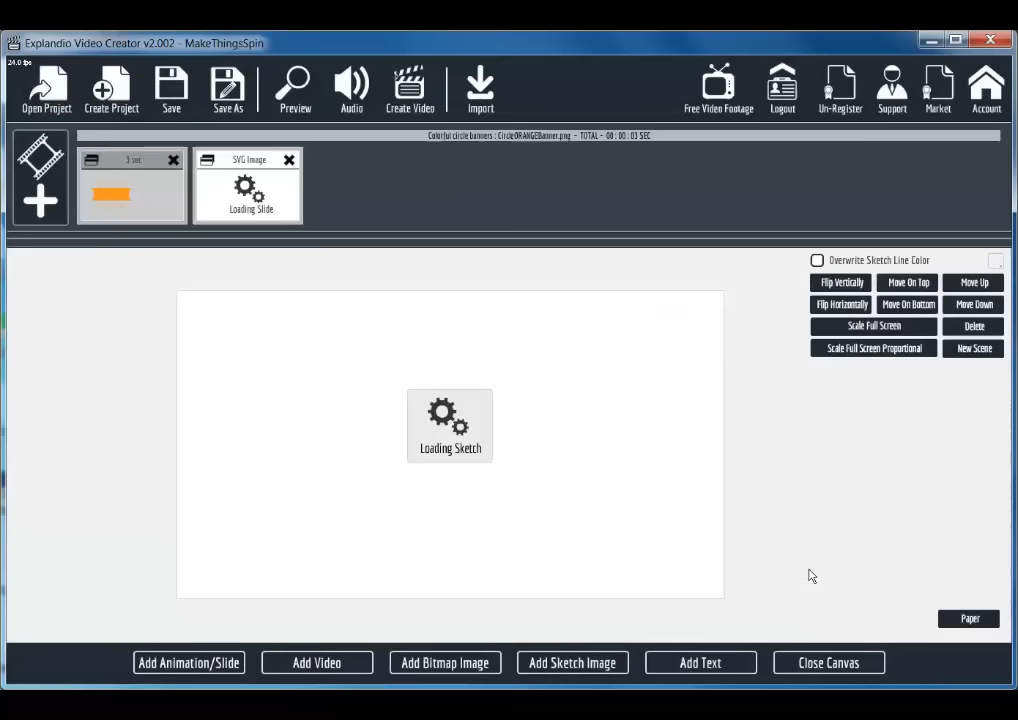 Explandio Video Creator v2.002 - MakeThingsSpin
24.0 fps
Open Project
Create Project
Save
Save As
Preview
Audio
Create Video
Import
Free Video Footage
Logout
Un-Register
Support
Market
Account
Colorful circle banners : CircleORANGEBanner.png - TOTAL - 00 : 00 : 03 SEC
3 sec
SVG Image
Loading Slide
Overwrite Sketch Line Color
Flip Vertically
Move On Top
Move Up
Flip Horizontally
Move On Bottom
Move Down
Scale Full Screen
Delete
Scale Full Screen Proportional
New Scene
Loading Sketch
Paper
Add Animation/Slide
Add Video
Add Bitmap Image
Add Sketch Image
Add Text
Close Canvas